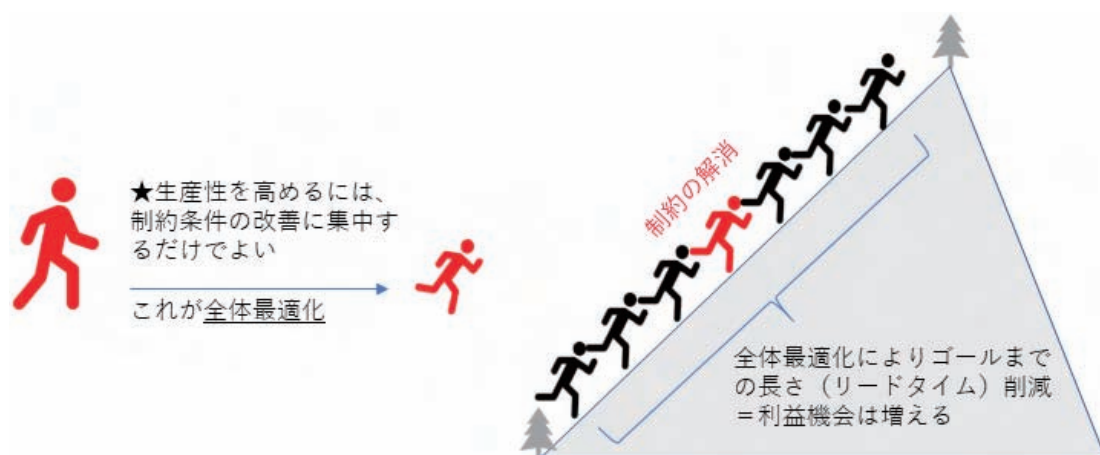 ★生産性を高めるには、
制約条件の改善に集中す
るだけでよい
これが全体最適化
制約の解消
全体最適化によりゴールまで
の長さ（リードタイム）削減
＝利益機会は増える